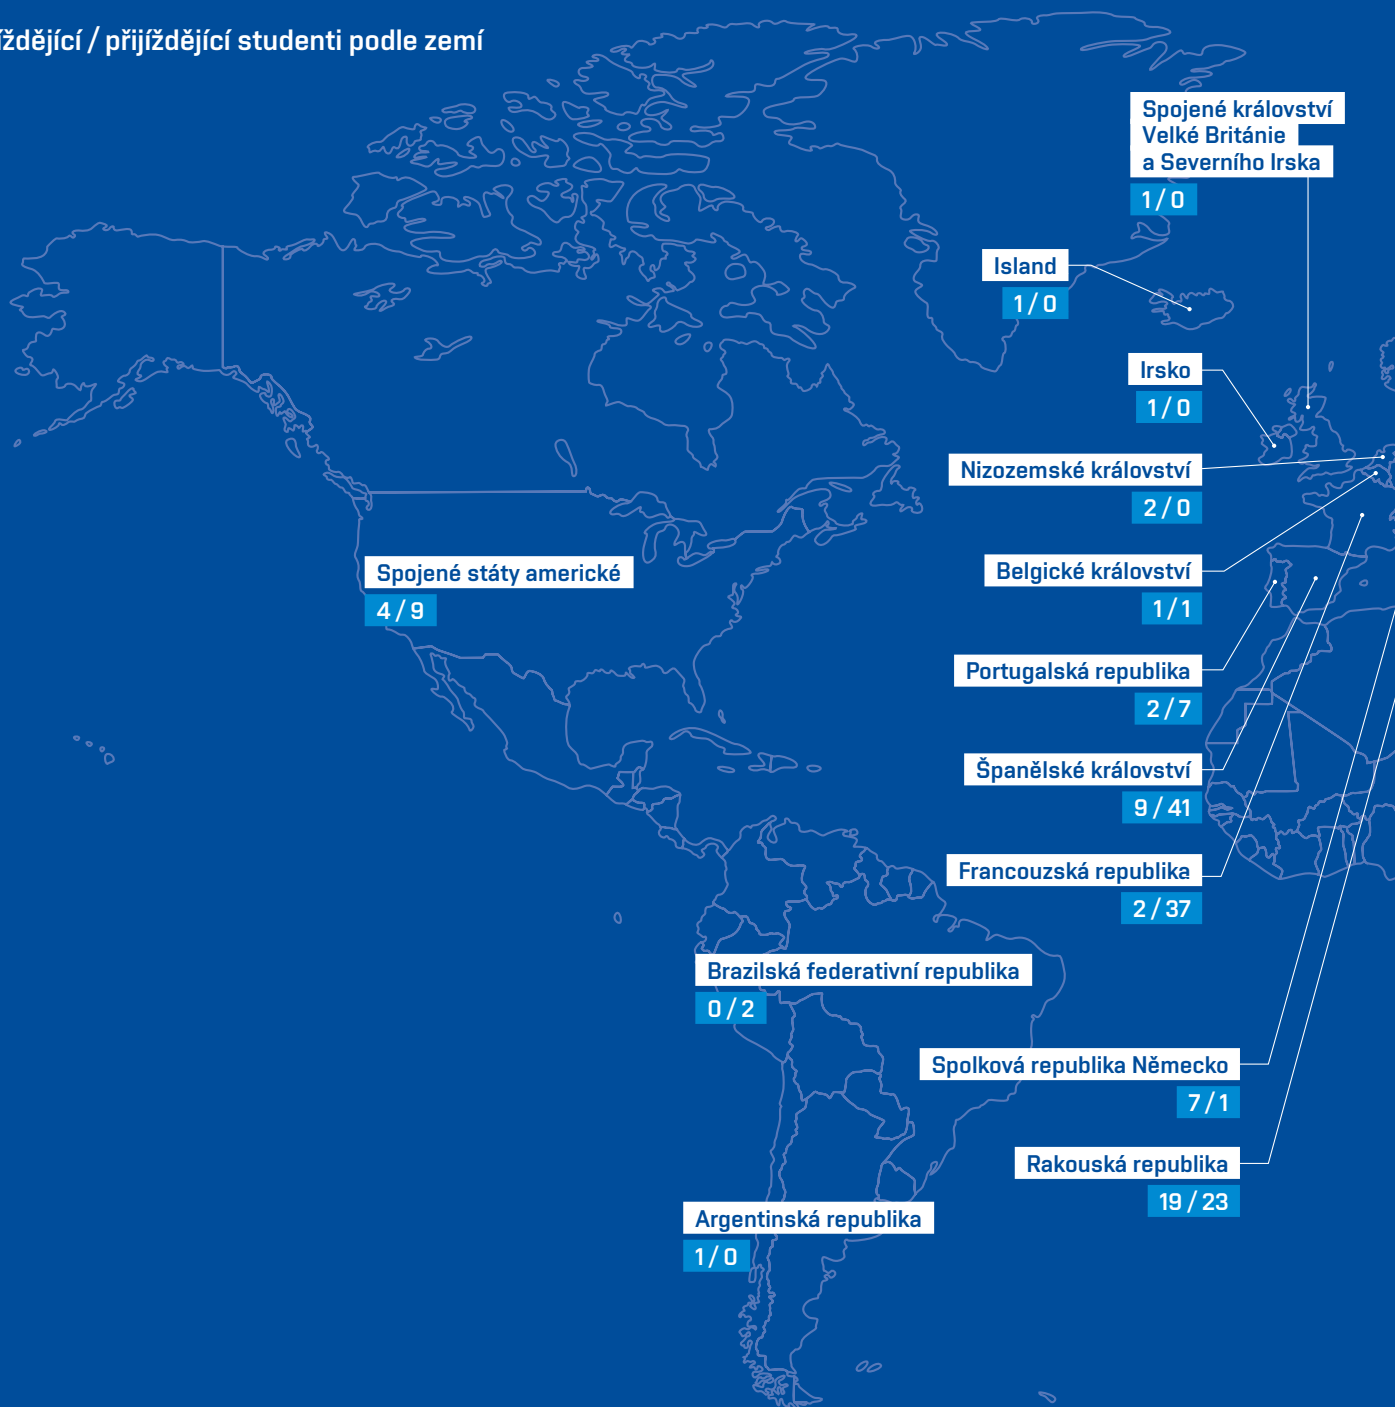 íždějící / přijíždějící studenti podle zemí
Spojené království
Velké Británie
a Severního Irska
1 / 0
Island
1 / 0
Irsko
1 / 0
Nizozemské království
2 / 0
Spojené státy americké
4 / 9
Belgické království
1 / 1
Portugalská republika
2 / 7
Španělské království
9 / 41
Francouzská republika
2 / 37
Brazilská federativní republika
0 / 2
Spolková republika Německo
7 / 1
Rakouská republika
19 / 23
Argentinská republika
1 / 0